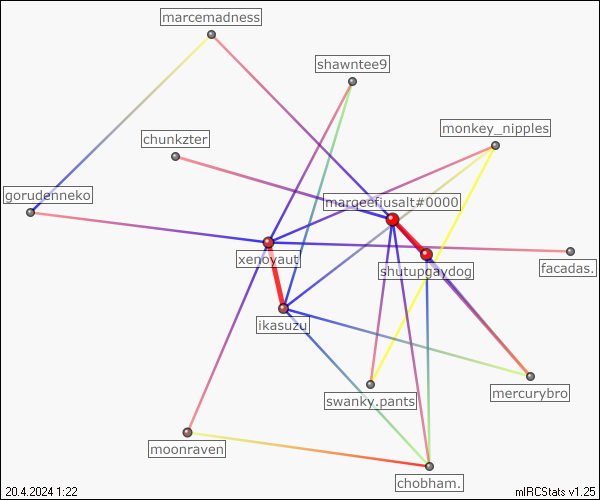 marcemadness
shawntee9
monkey_nipples
chunkzter
gorudenneko
marqeefiusalt#0000
xenoyaut
shutupgaydog
facadas.
ikasuzu
mercurybro
swanky.pants
moonraven
chobham.
20.4.2024 1:22
mIRCStats v1.25